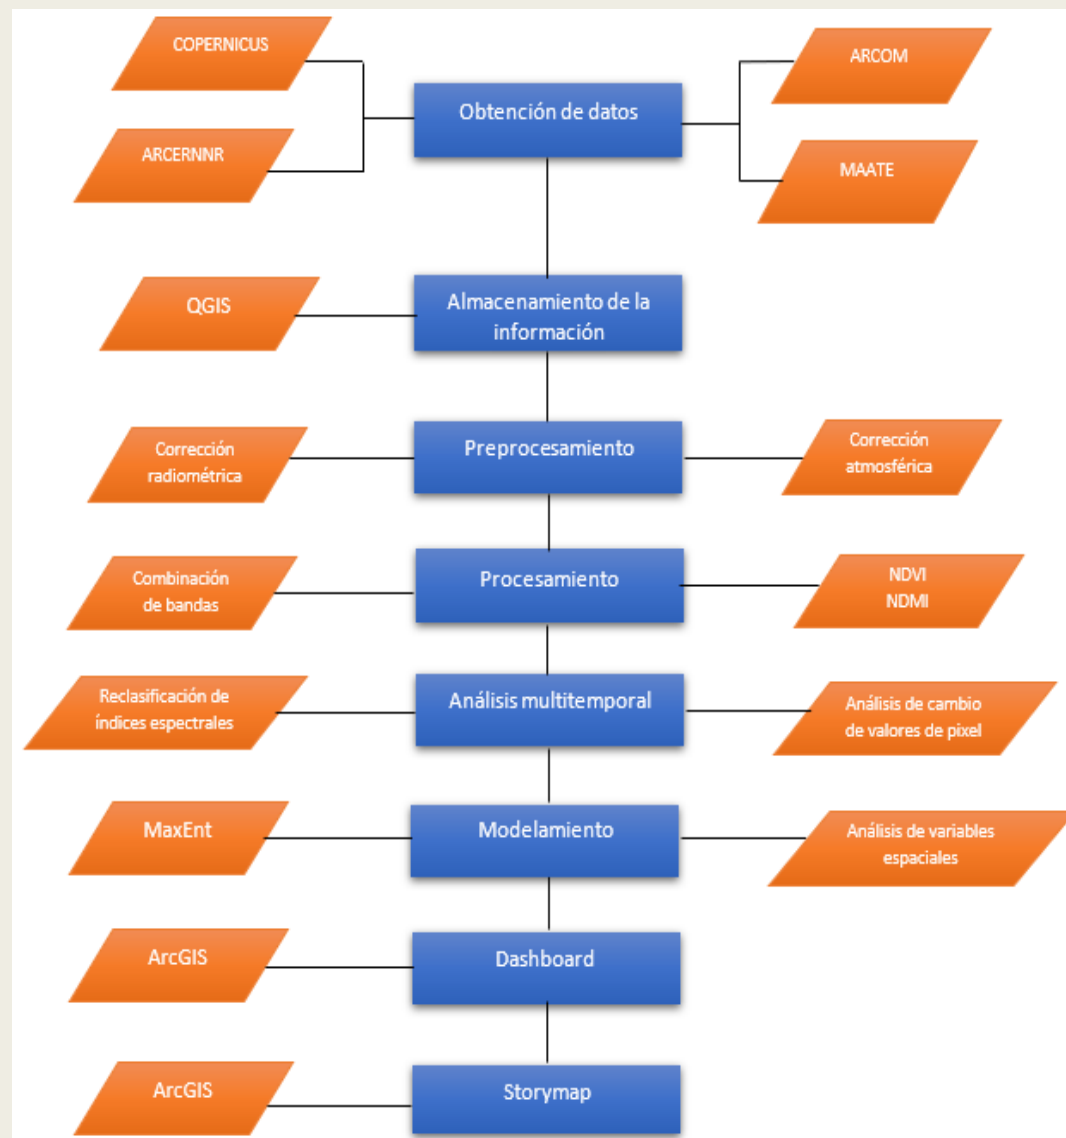 COPERNICUS
ARCERNNR
Obtención de datos
ARCOM
MAATE
QGIS
Almacenamiento de la
información
Corrección
radiométrica
Preprocesamiento
Corrección
atmosférica
Combinación
de bandas
Procesamiento
NDVI
NDMI
Reclasificación de
índices espectrales
Análisis multitemporal
Análisis de cambio
de valores de pixel
MaxEnt
Modelamiento
Análisis de variables
espaciales
ArcGIS
Dashboard
ArcGIS
Storymap